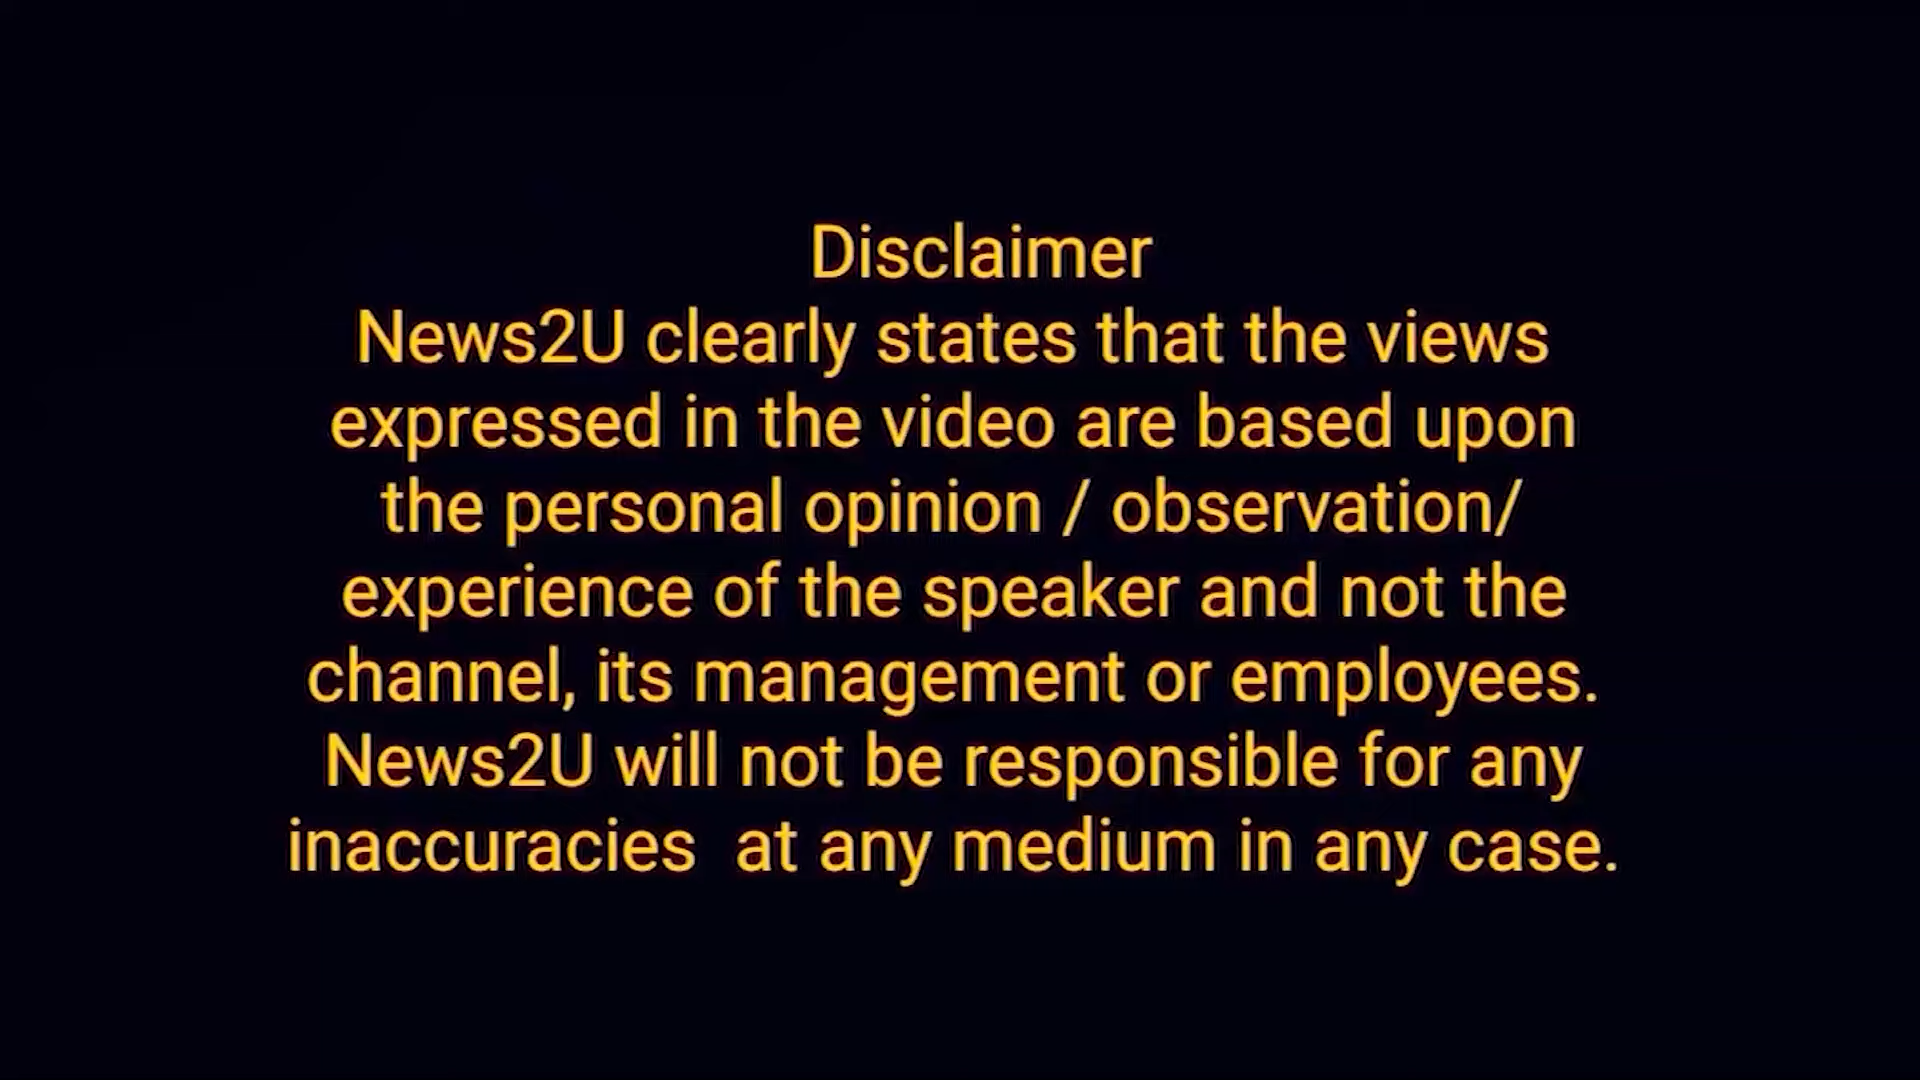 Disclaimer
News2U clearly states that the views
expressed in the video are based upon
the personal opinion / observation/
experience of the speaker and not the
channel, its management or employees.
News2U will not be responsible for any
inaccuracies  at any medium in any case.